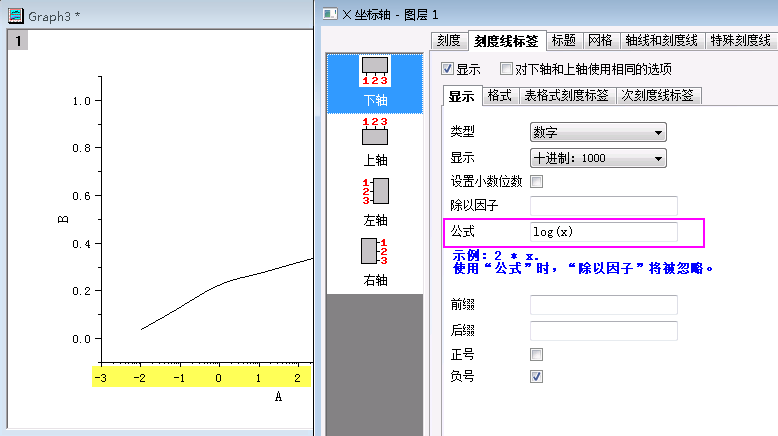 Graph3 *
1
1.0
0.8
0.6
0.4
0.2
0.0
B
-3 -2 -1 0 1 2
A
X 坐标轴 - 图层 1
刻度 刻度线标签 标题 网格 轴线和刻度线 特殊刻度线
1 2 3
下轴
1 2 3
上轴
1
2
3
左轴
1
2
3
右轴
显示 对下轴和上轴使用相同的选项
显示 格式 表格式刻度标签 次刻度线标签
类型 数字
显示 十进制：1000
设置小数位数
除以因子
公式 log(x)
示例：2 * x.
使用“公式”时，“除以因子”将被忽略。
前缀
后缀
正号
负号